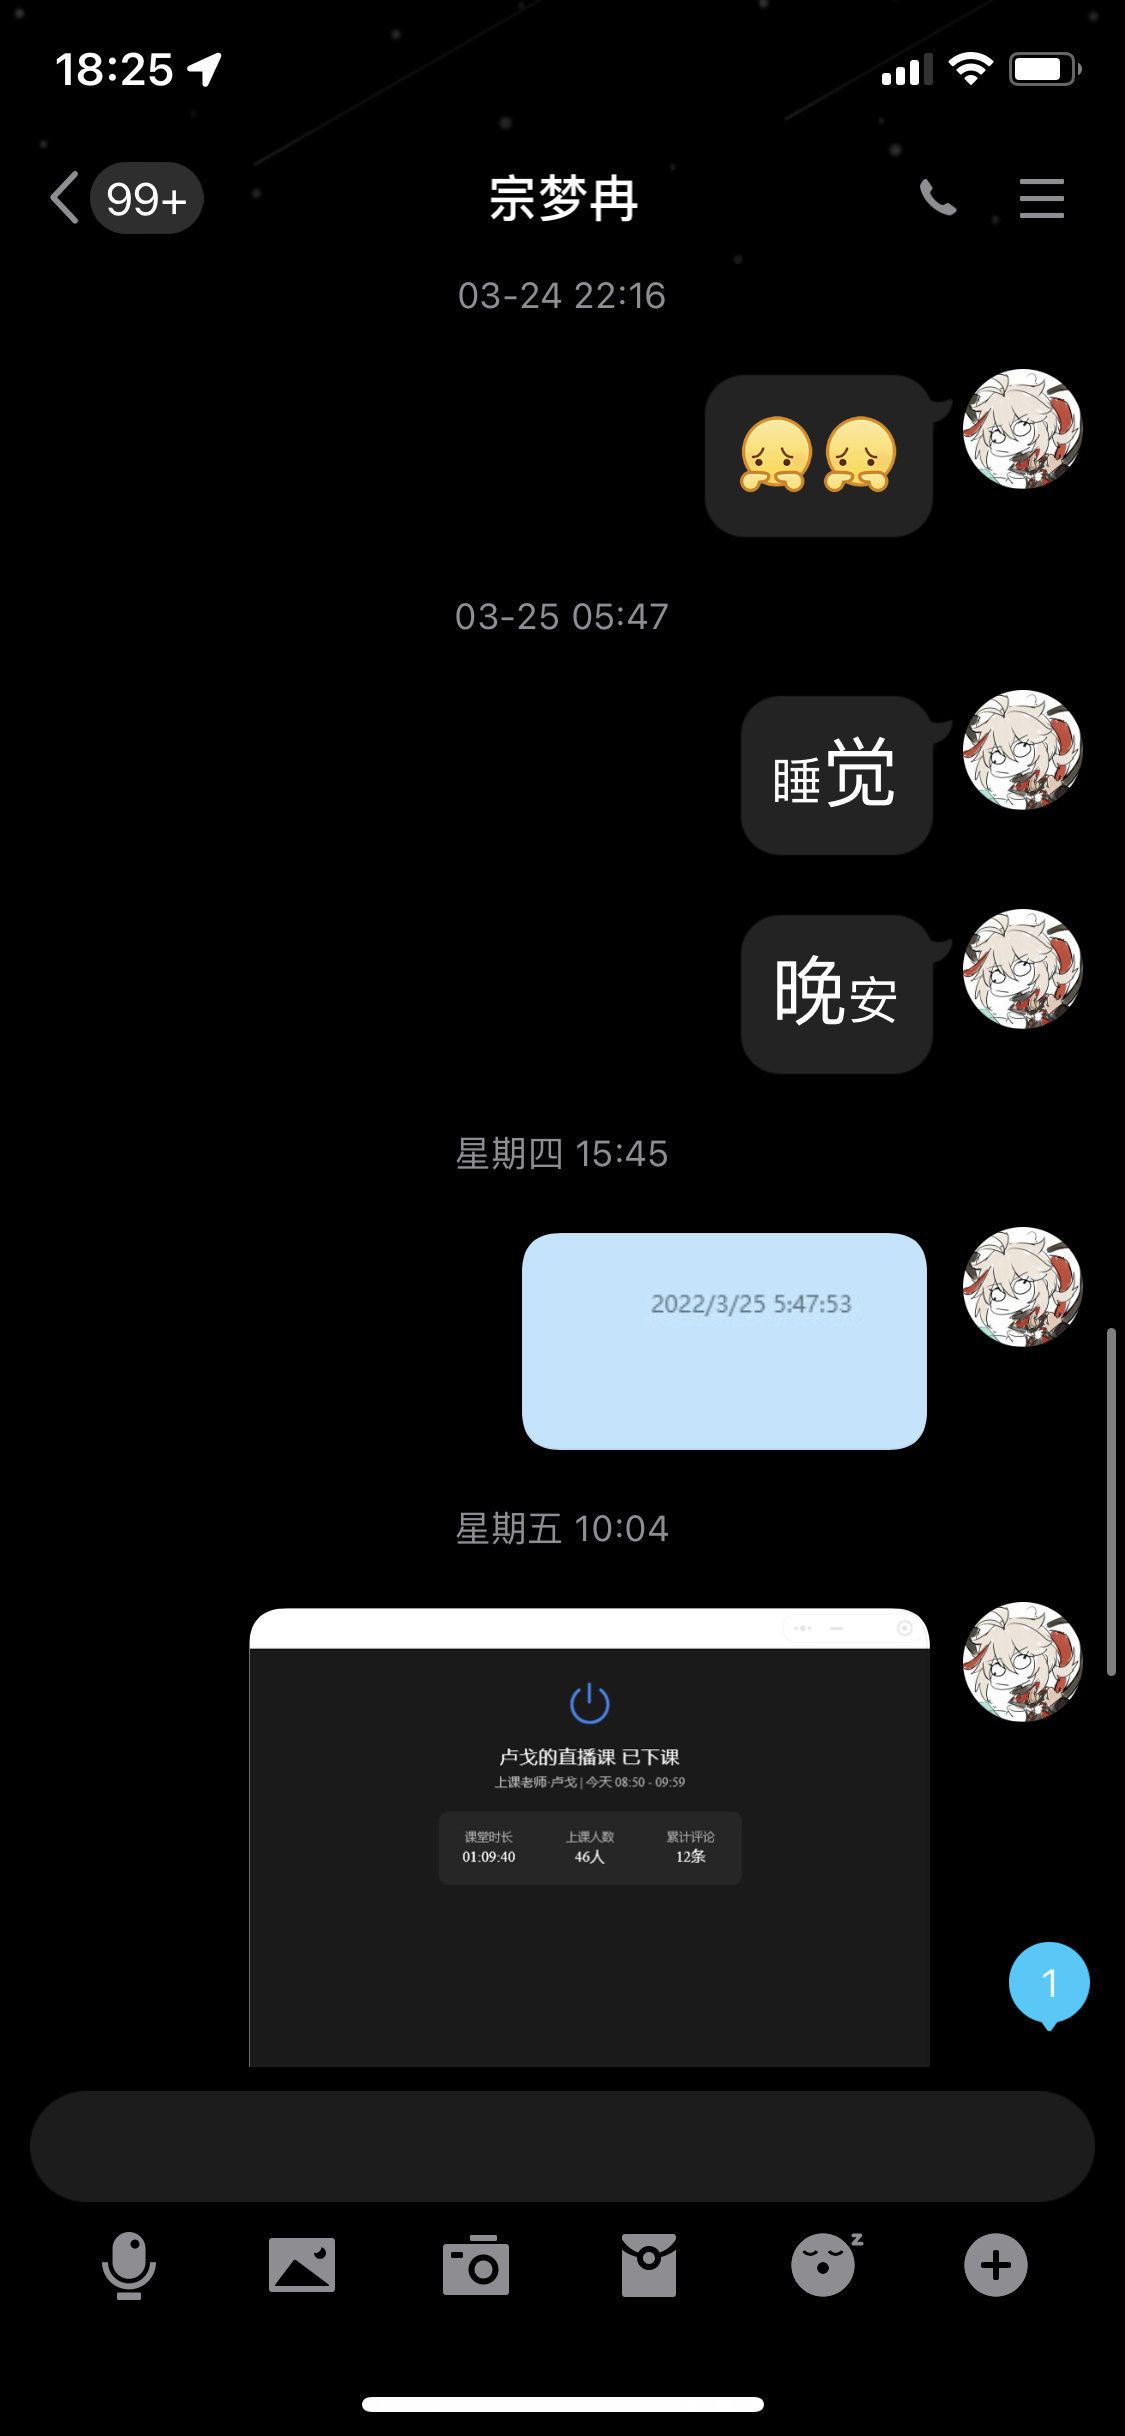 18:25
99+
宗梦冉
03-24 22:16
03-25 05:47
睡觉
晚安
星期四 15:45
2022/3/25 5:47:53
星期五 10:04
卢戈的直播课 已下课
上课老师·卢戈 | 今天 08:50 - 09:59
课堂时长 上课人数 累计评论
01:09:40 46人 12条
1
z